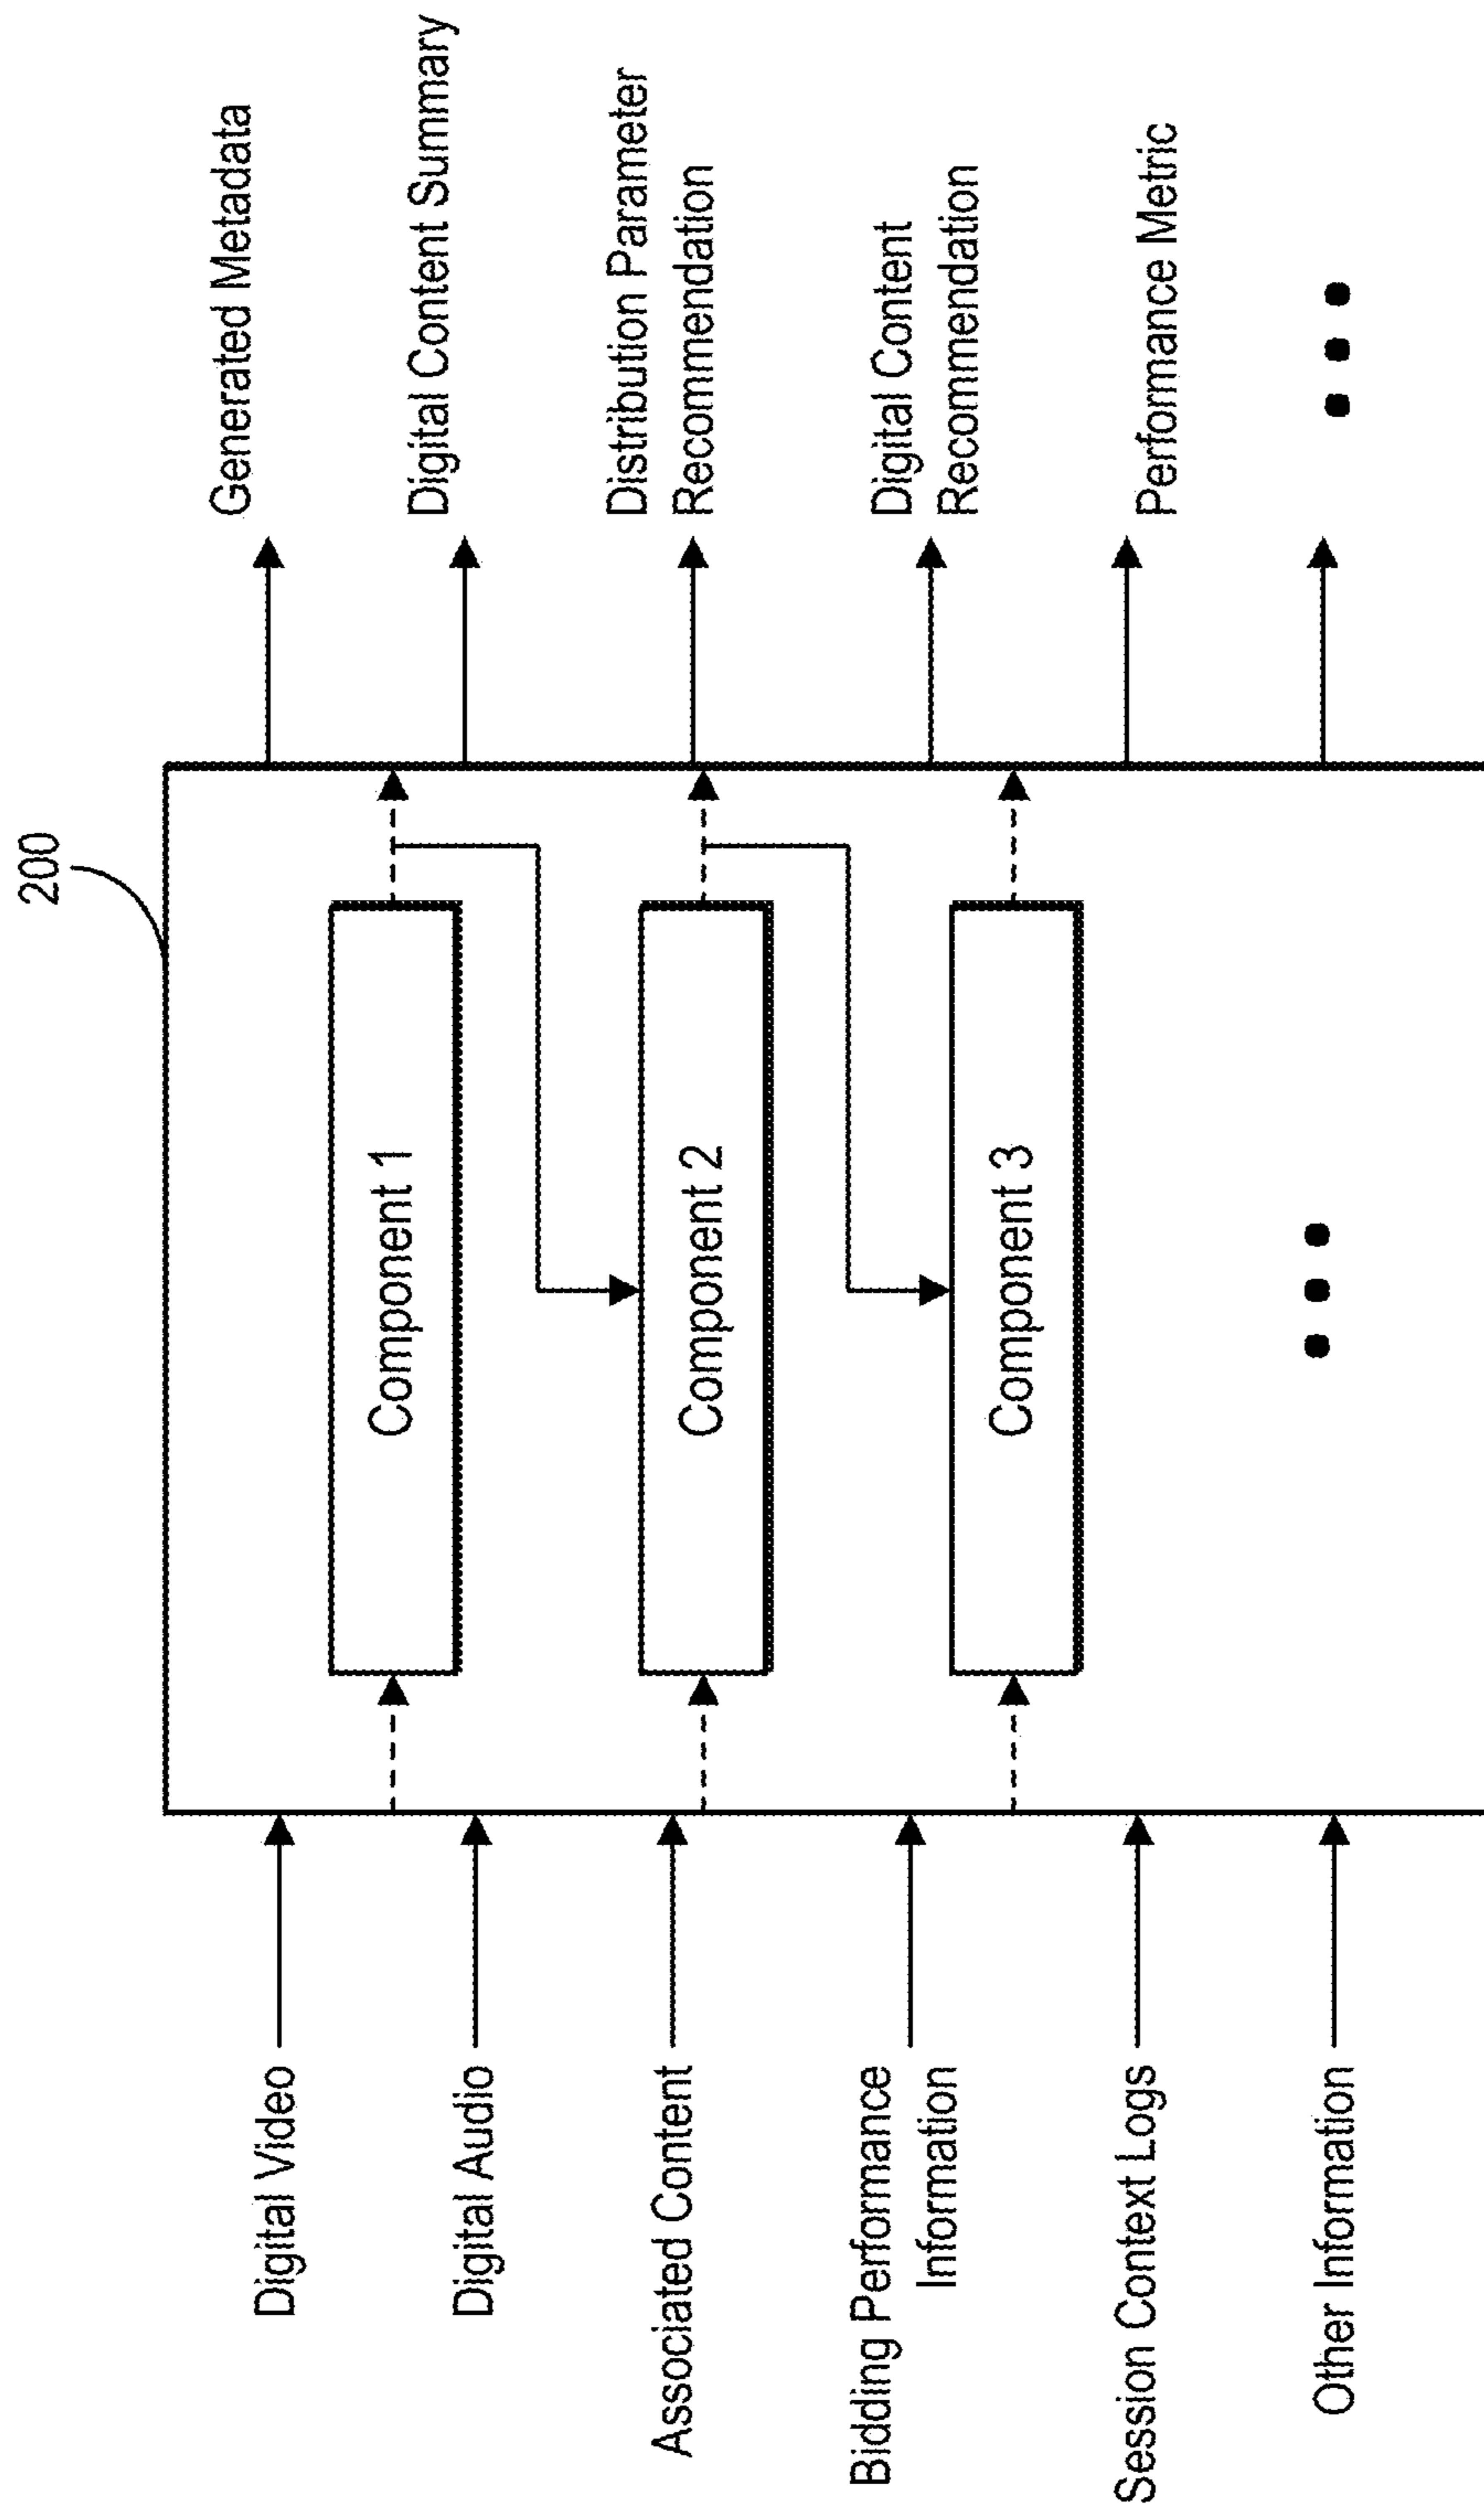 200
Digital Video
Digital Audio
Associated Content
Bidding Performance
Information
Session Context Logs
Other Information
Component 1
Component 2
Component 3
Generated Metadata
Digital Content Summary
Distribution Parameter
Recommendation
Digital Content
Recommendation
Performance Metric